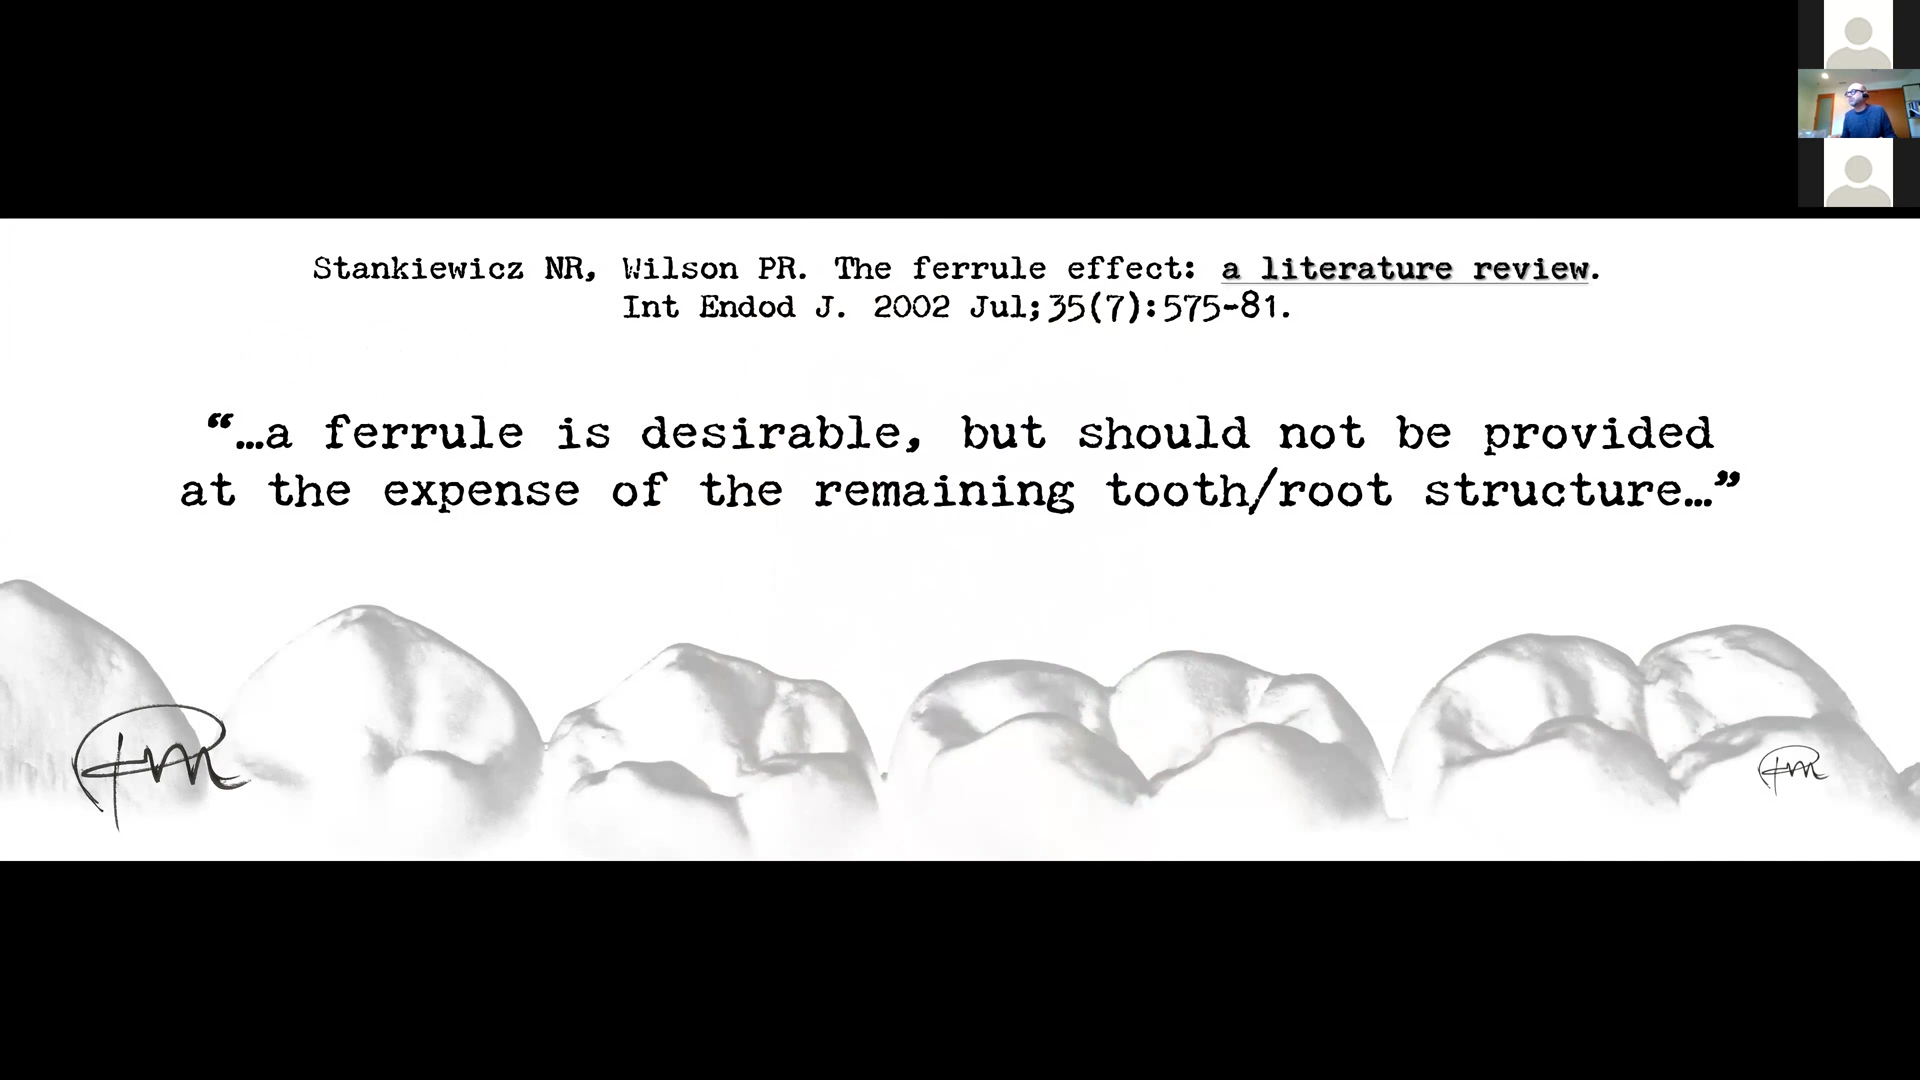 Stankiewicz NR, Wilson PR. The ferrule effect: a literature review.
Int Endod J. 2002 Jul;35(7):575-81.
“…a ferrule is desirable, but should not be provided
at the expense of the remaining tooth/root structure…”